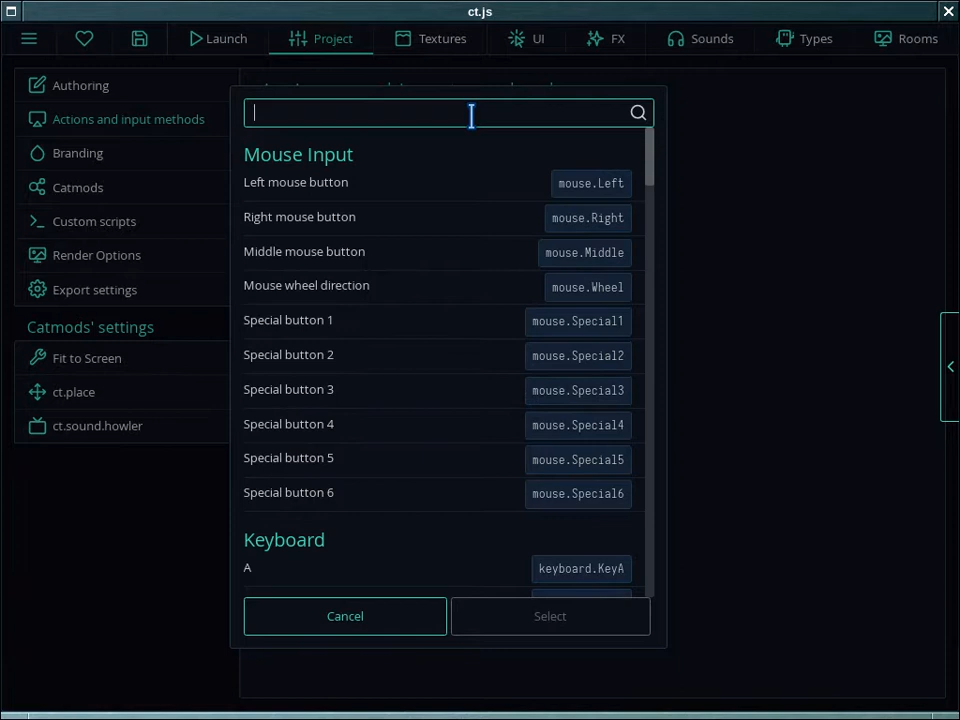 ct.js
Launch
Project
Textures
UI
FX
Sounds
Types
Rooms
Authoring
Actions and input methods
Branding
Catmods
Custom scripts
Render Options
Export settings
Catmods' settings
Fit to Screen
ct.place
ct.sound.howler
Mouse Input
Left mouse button mouse.Left
Right mouse button mouse.Right
Middle mouse button mouse.Middle
Mouse wheel direction mouse.Wheel
Special button 1 mouse.Special1
Special button 2 mouse.Special2
Special button 3 mouse.Special3
Special button 4 mouse.Special4
Special button 5 mouse.Special5
Special button 6 mouse.Special6
Keyboard
A keyboard.KeyA
Cancel
Select